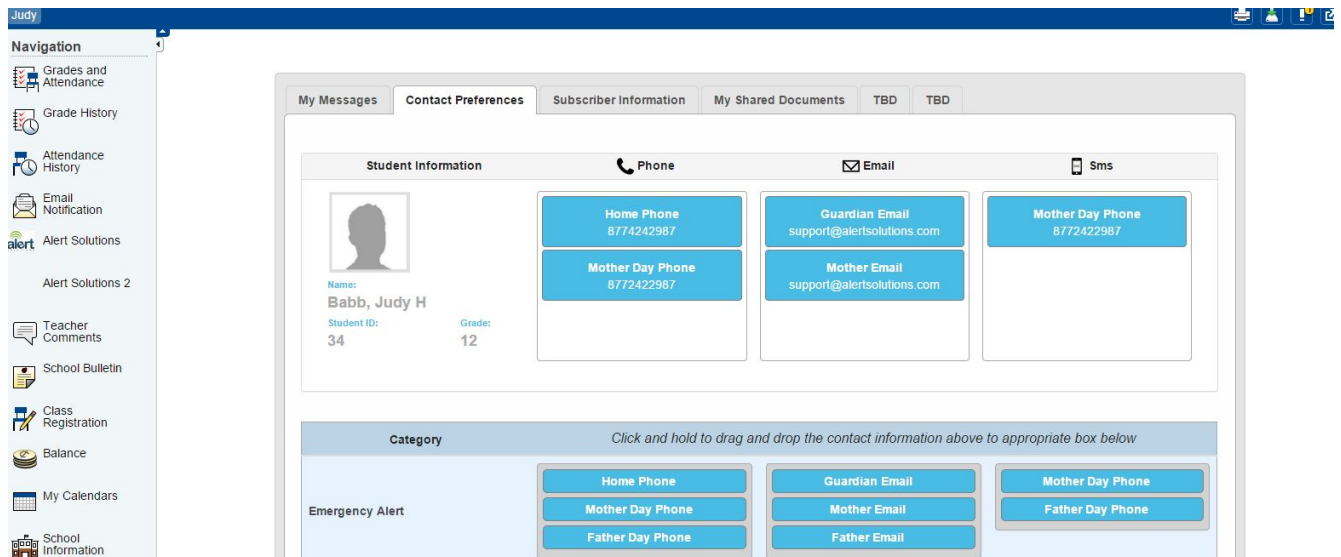 Judy
Navigation
Grades and
Attendance
Grade History
Attendance
History
Email
Notification
alert
Alert Solutions
Alert Solutions 2
Teacher
Comments
School Bulletin
Class
Registration
Balance
My Calendars
School
Information
My Messages
Contact Preferences
Subscriber Information
My Shared Documents
TBD
TBD
Student Information
Phone
Email
Sms
Name:
Babb, Judy H
Student ID:
Grade:
34
12
Home Phone
8774242987
Mother Day Phone
8772422987
Guardian Email
support@alertsolutions.com
Mother Email
support@alertsolutions.com
Mother Day Phone
8772422987
Category
Click and hold to drag and drop the contact information above to appropriate box below
Emergency Alert
Home Phone
Mother Day Phone
Father Day Phone
Guardian Email
Mother Email
Father Email
Mother Day Phone
Father Day Phone